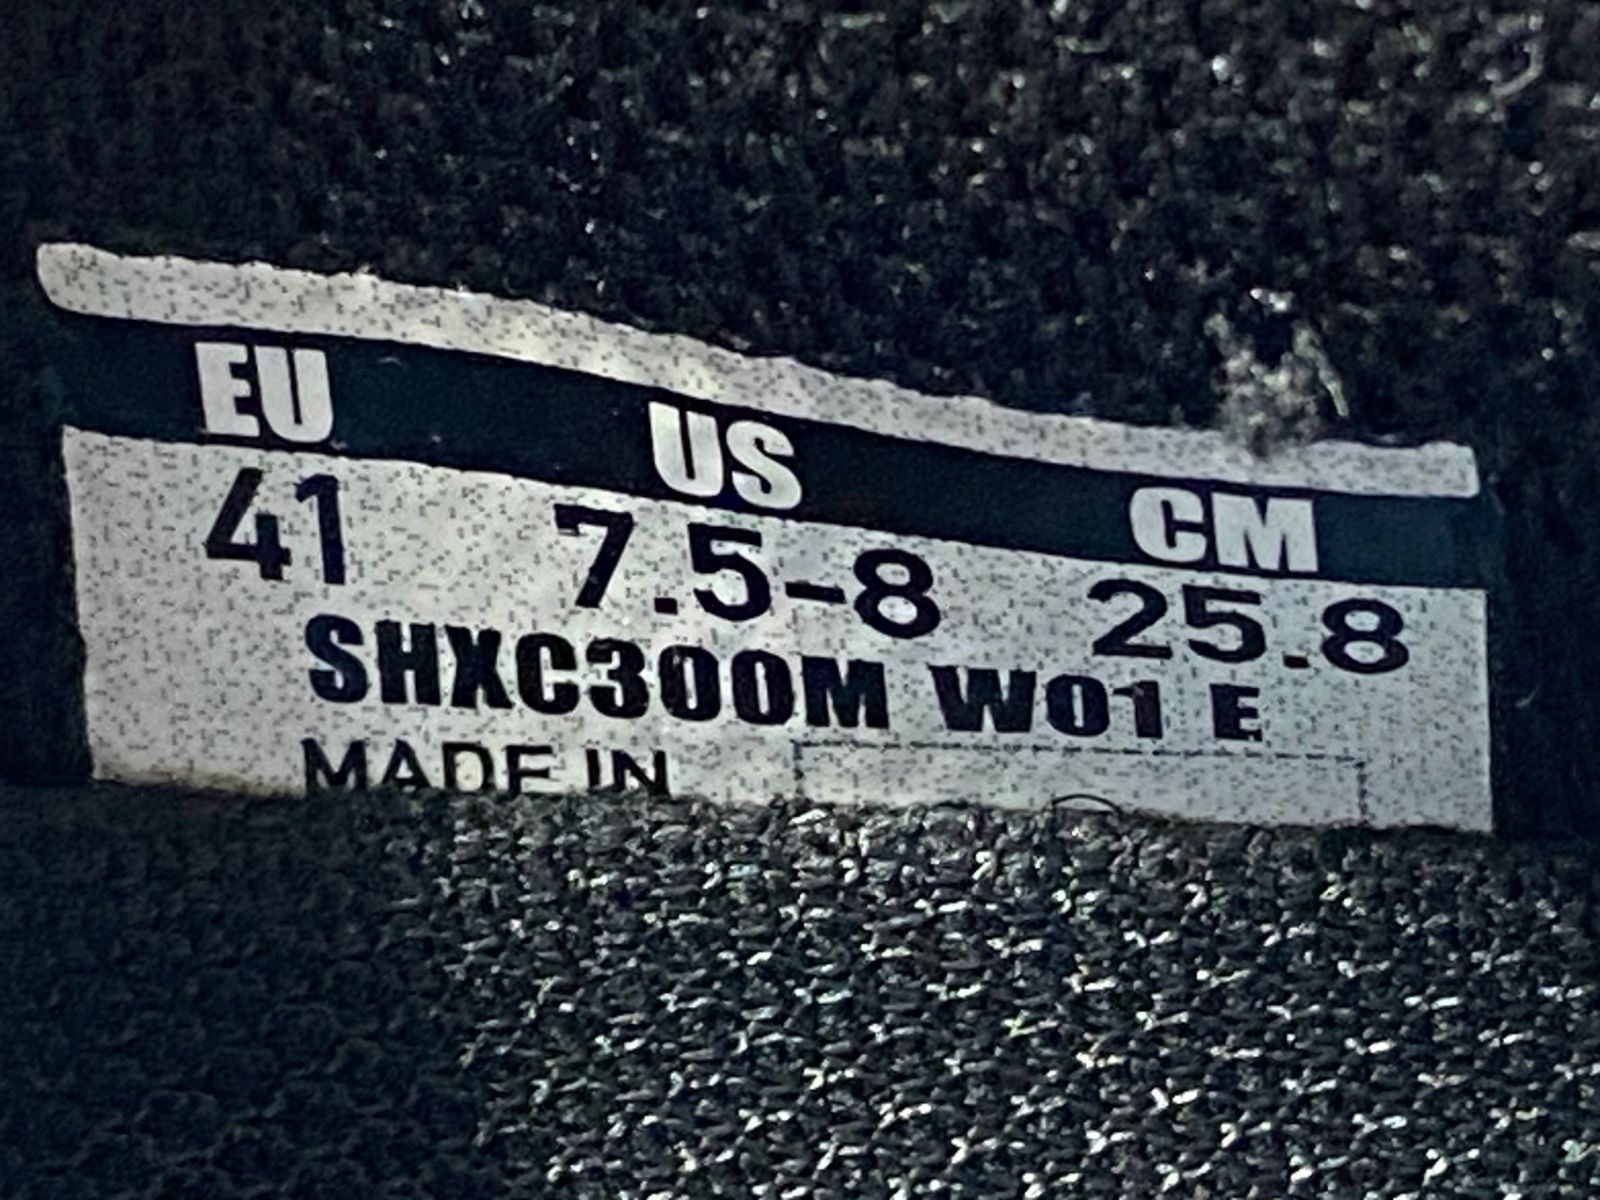 EU US CM
41 7.5-8 25.8
SHXC300M W01 E
MADE IN